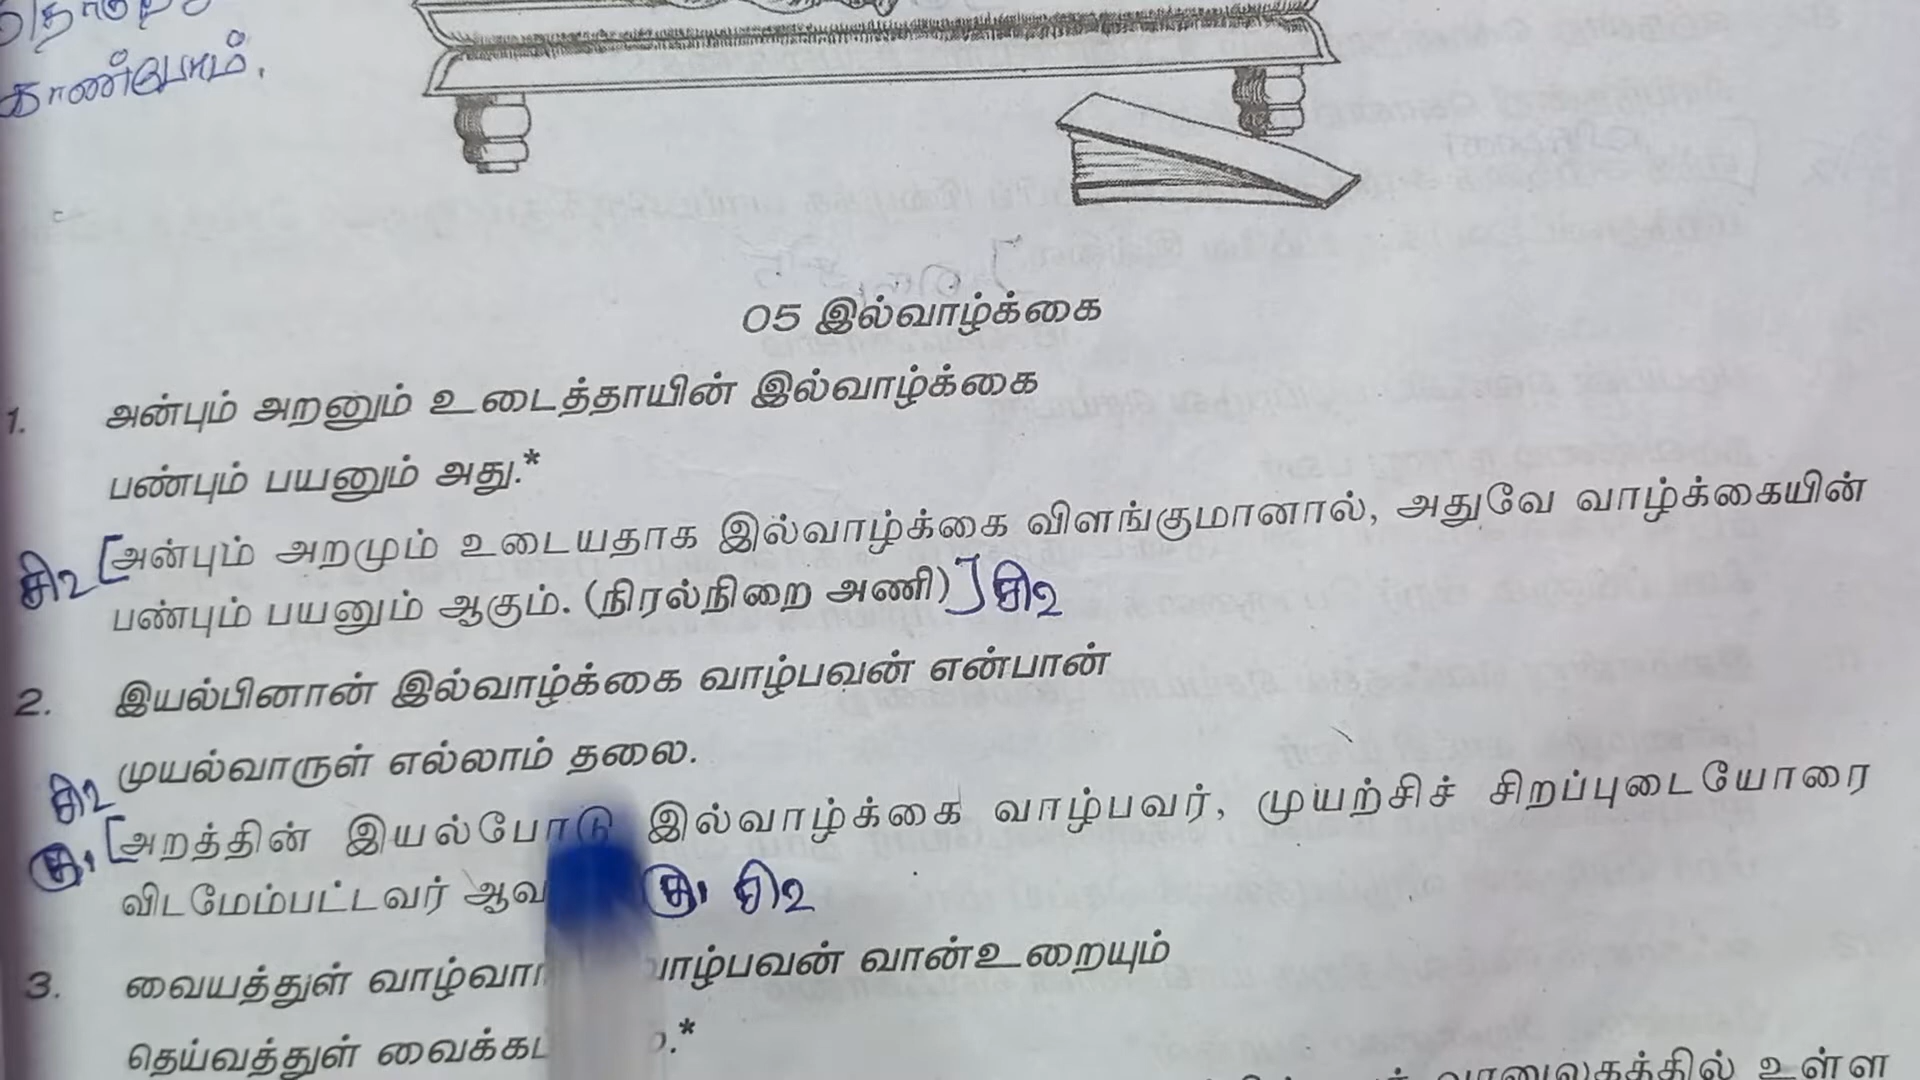 காண்போம்.
05 இல்வாழ்க்கை
1. அன்பும் அறனும் உடைத்தாயின் இல்வாழ்க்கை
பண்பும் பயனும் அது.*
சி2 [அன்பும் அறமும் உடையதாக இல்வாழ்க்கை விளங்குமானால், அதுவே வாழ்க்கையின்
பண்பும் பயனும் ஆகும். (நிரல்நிறை அணி)] சி2
2. இயல்பினான் இல்வாழ்க்கை வாழ்பவன் என்பான்
முயல்வாருள் எல்லாம் தலை.
சி2
[அறத்தின் இயல்போடு இல்வாழ்க்கை வாழ்பவர், முயற்சிச் சிறப்புடையோரை
விடமேம்பட்டவர் சி2
3. வையத்துள் வான்உறையும்
தெய்வத்துள்
உள்ள